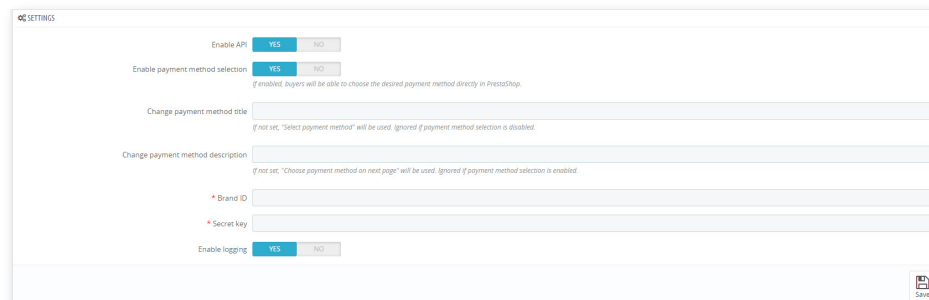 SETTINGS
Enable API YES NO
Enable payment method selection YES NO
If enabled, buyers will be able to choose the desired payment method directly in PrestaShop.
Change payment method title
If not set, "Select payment method" will be used. Ignored if payment method selection is disabled.
Change payment method description
If not set, "Choose payment method on next page" will be used. Ignored if payment method selection is enabled.
* Brand ID
* Secret key
Enable logging YES NO
Save